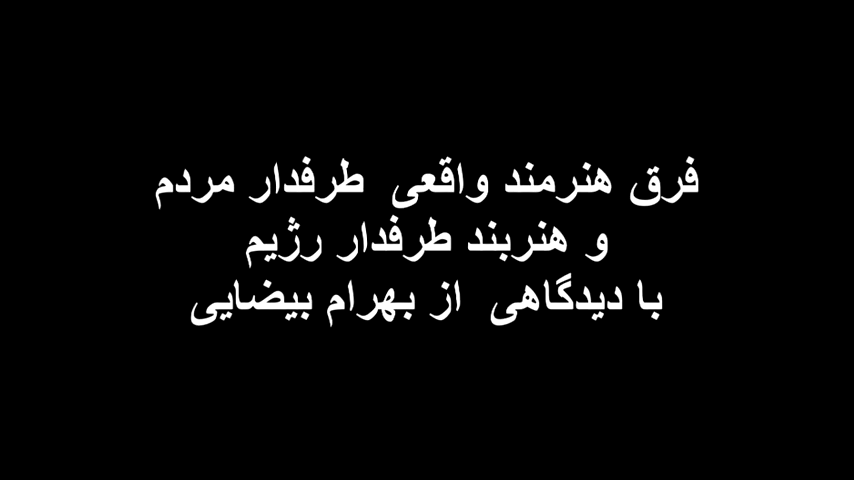 فرق هنرمند واقعی طرفدار مردم
و هنربند طرفدار رژیم
با دیدگاهی از بهرام بیضایی